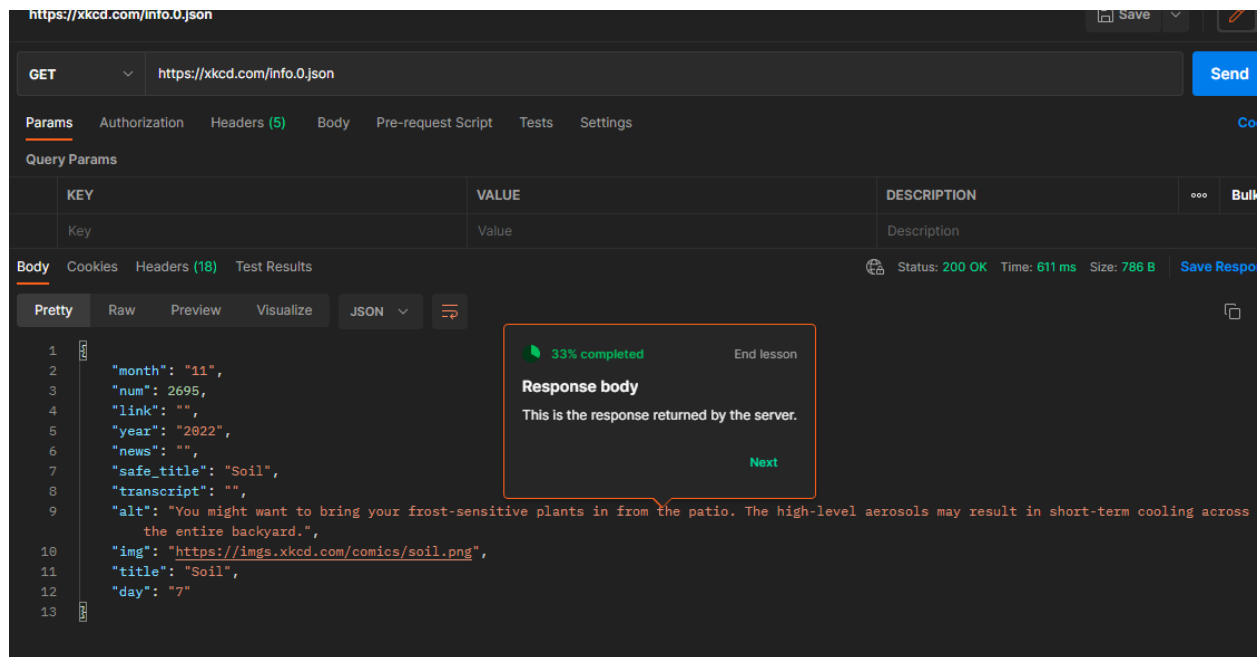 https://xkcd.com/info.0.json Save
GET https://xkcd.com/info.0.json Send
Params Authorization Headers (5) Body Pre-request Script Tests Settings Coo
Query Params
KEY VALUE DESCRIPTION ooo Bulk
Key Value Description
Body Cookies Headers (18) Test Results Status: 200 OK Time: 611 ms Size: 786 B Save Respo
Pretty Raw Preview Visualize JSON
33% completed End lesson
Response body
This is the response returned by the server.
Next
1 {
2 "month": "11",
3 "num": 2695,
4 "link": "",
5 "year": "2022",
6 "news": "",
7 "safe_title": "Soil",
8 "transcript": "",
9 "alt": "You might want to bring your frost-sensitive plants in from the patio. The high-level aerosols may result in short-term cooling across
the entire backyard.",
10 "img": "https://imgs.xkcd.com/comics/soil.png",
11 "title": "Soil",
12 "day": "7"
13 }